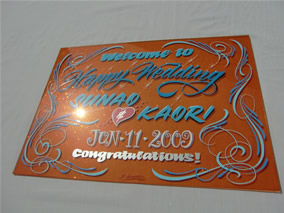 Welcome to
Happy Wedding
SUNAO
& KAORI
JUN·11·2009
Congratulations!